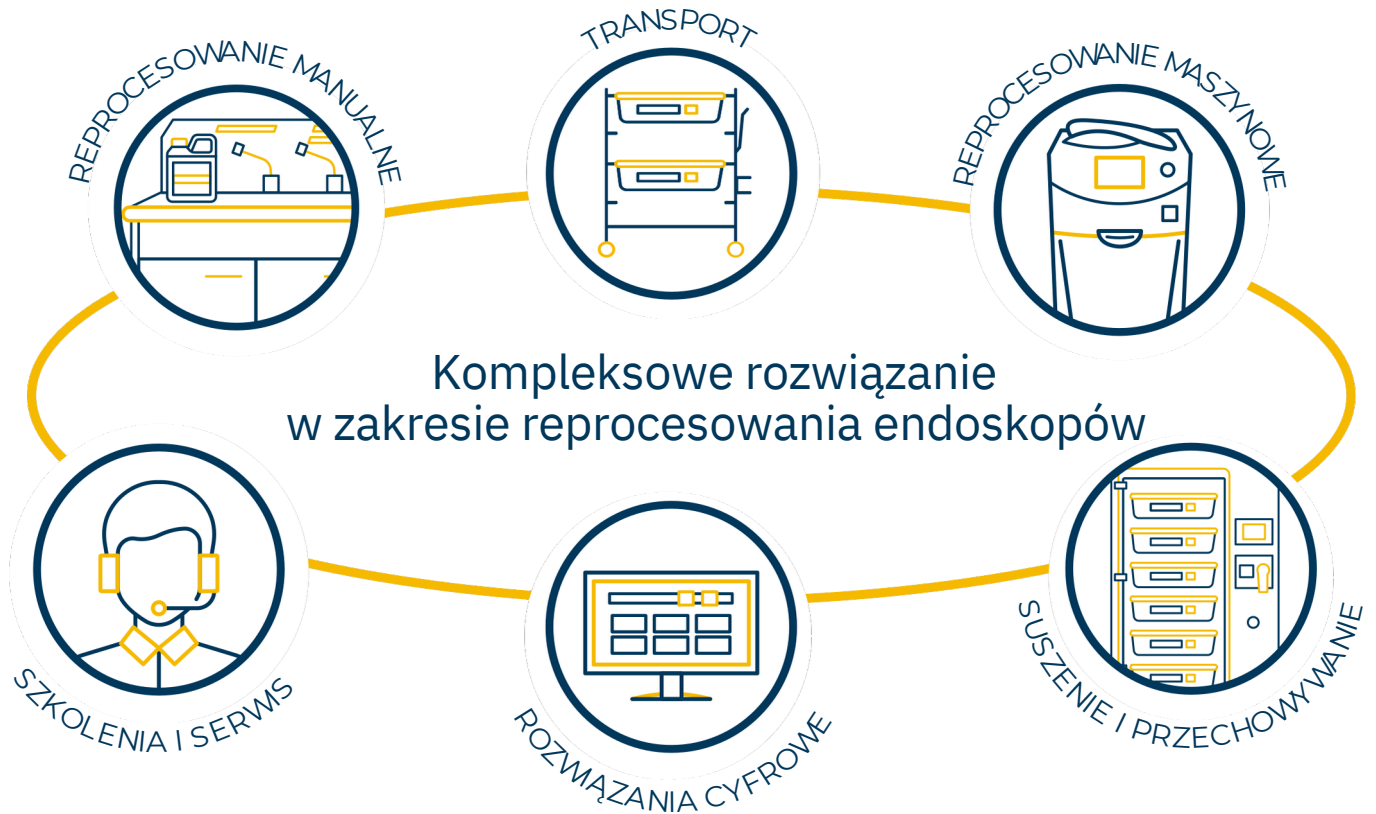 REPROCESOWANIE MANUALNE
TRANSPORT
REPROCESOWANIE MASZYNOWE
Kompleksowe rozwiązanie
w zakresie reprocesowania endoskopów
SZKOLENIA I SERWIS
ROZWIĄZANIA CYFROWE
SUSZENIE I PRZECHOWYWANIE